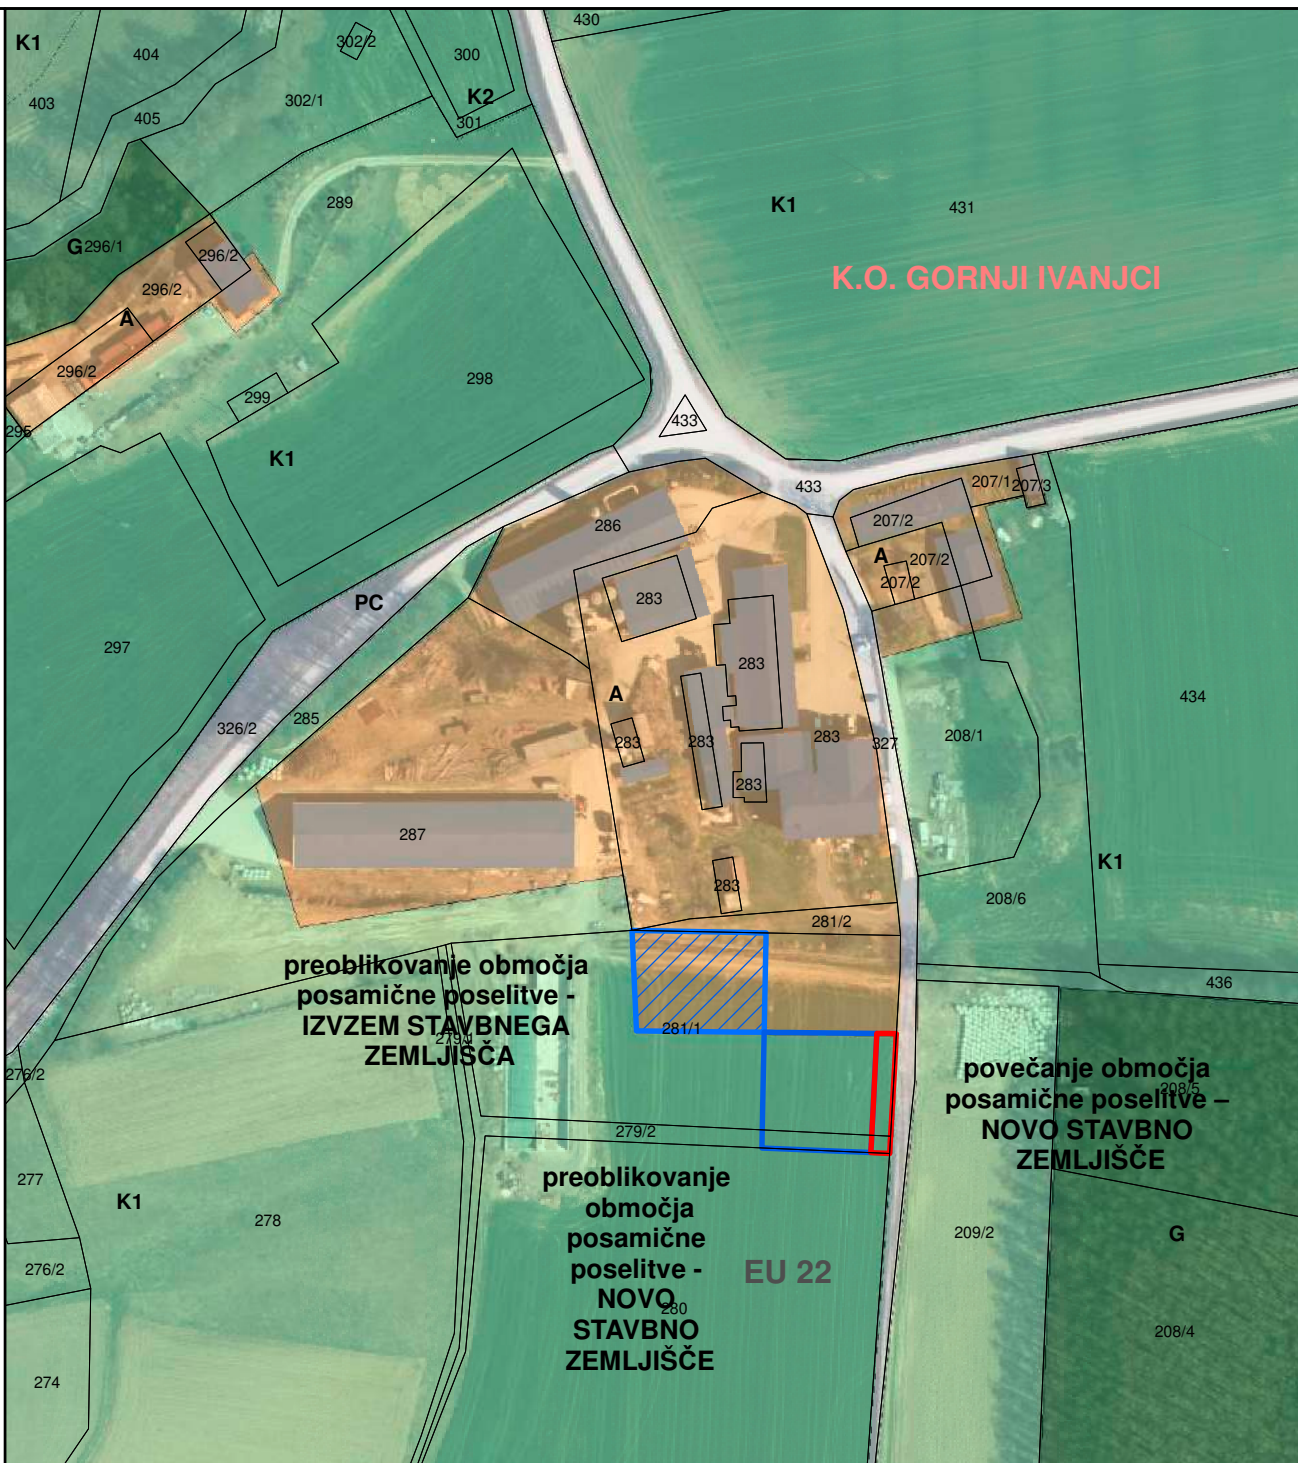 430
K1
404
302/2
300
K2
403
302/1
405
301
289
K1
431
G
296/1
296/2
K.O. GORNJI IVANJCI
296/2
A
296/2
298
299
433
295
K1
433
207/1
207/3
286
207/2
A
207/2
207/2
283
PC
297
283
A
434
326/2
285
283
283
283
327
208/1
283
287
K1
283
208/6
281/2
preoblikovanje območja
posamične poselitve -
IZVZEM STAVBNEGA
ZEMLJIŠČA
436
281/1
279/1
276/2
povečanje območja
posamične poselitve –
NOVO STAVBNO
ZEMLJIŠČE
208/5
279/2
277
preoblikovanje
območja
posamične
poselitve -
NOVO
STAVBNO
ZEMLJIŠČE
K1
278
209/2
G
276/2
EU 22
280
208/4
274